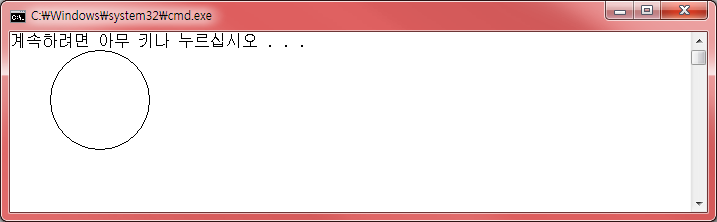 C:₩Windows₩system32₩cmd.exe
계속하려면 아무 키나 누르십시오 . . .